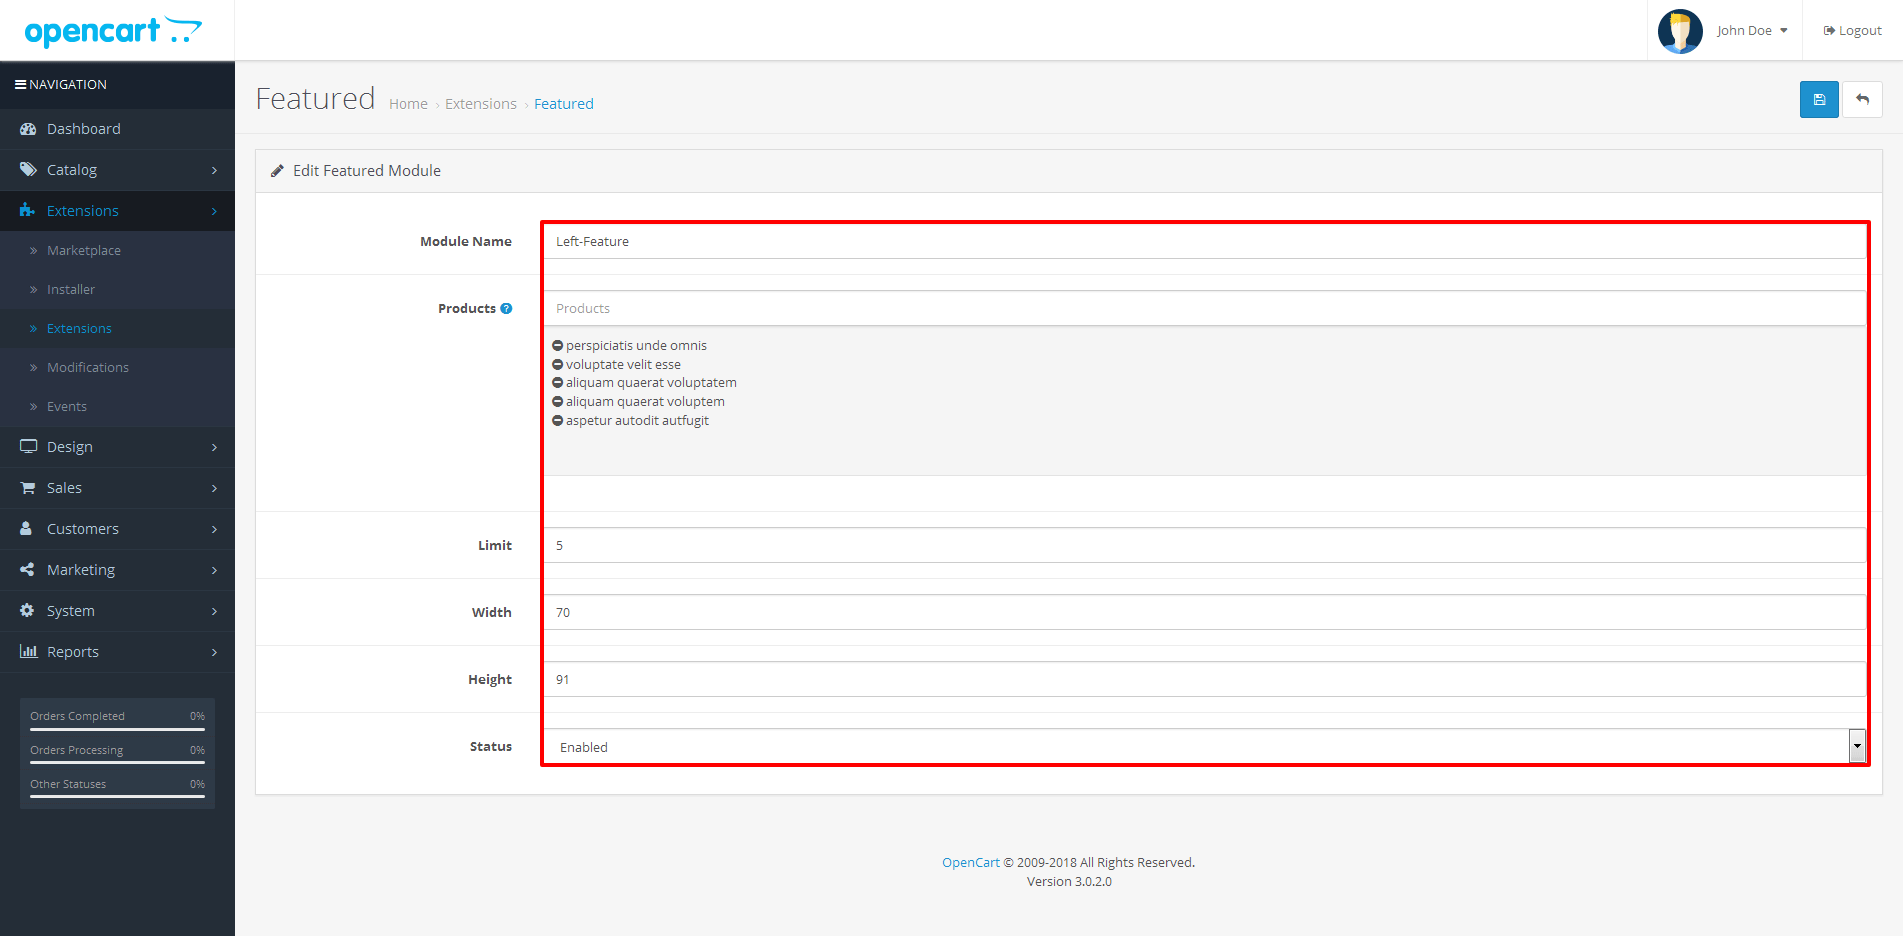 opencart
John Doe
Logout
NAVIGATION
Dashboard
Catalog
Extensions
Marketplace
Installer
Extensions
Modifications
Events
Design
Sales
Customers
Marketing
System
Reports
Orders Completed 0%
Orders Processing 0%
Other Statuses 0%
Featured
Home › Extensions › Featured
Edit Featured Module
Module Name Left-Feature
Products ? Products
perspiciatis unde omnis
voluptate velit esse
aliquam quaerat voluptatem
aliquam quaerat voluptem
aspetur autodit autfugit
Limit 5
Width 70
Height 91
Status Enabled
OpenCart © 2009-2018 All Rights Reserved.
Version 3.0.2.0